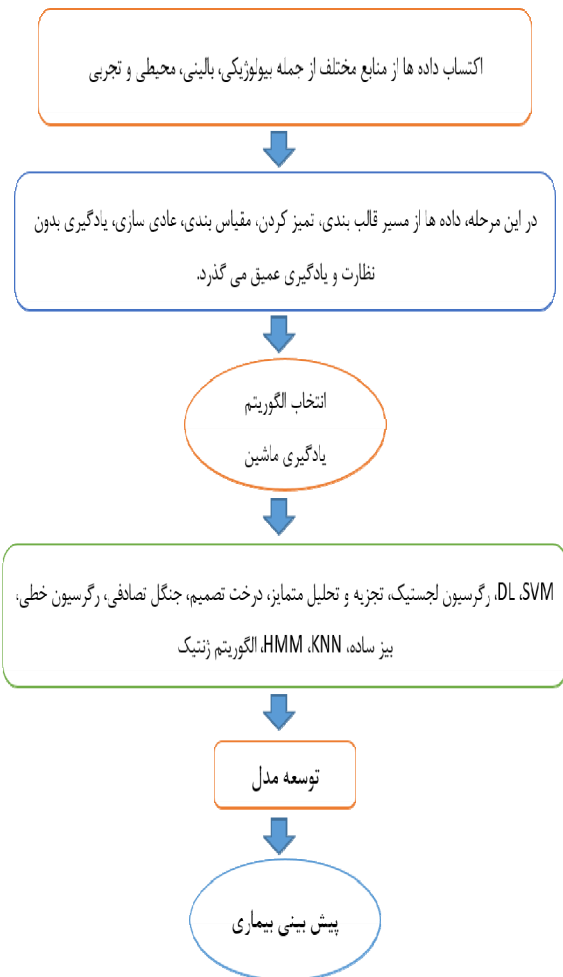 اکتساب داده ها از منابع مختلف از جمله بیولوژیکی، بالینی، محیطی و تجربی
در این مرحله، داده ها از مسیر قالب بندی، تمیز کردن، مقیاس بندی، عادی سازی، یادگیری بدون
نظارت و یادگیری عمیق می گذرد.
انتخاب الگوریتم
یادگیری ماشین
DL ،SVM، رگرسیون لجستیک، تجزیه و تحلیل متمایز، درخت تصمیم، جنگل تصادفی، رگرسیون خطی،
بیز ساده، HMM ،KNN، الگوریتم ژنتیک
توسعه مدل
پیش بینی بیماری